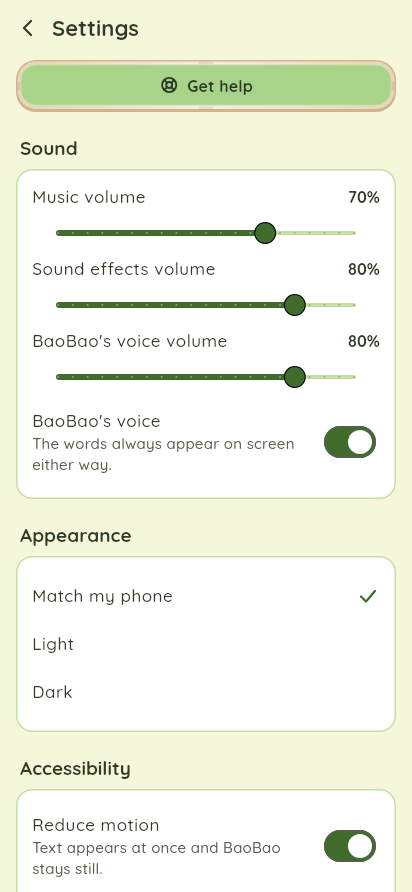 Settings
Get help
Sound
Music volume 70%
Sound effects volume 80%
BaoBao's voice volume 80%
BaoBao's voice
The words always appear on screen
either way.
Appearance
Match my phone
Light
Dark
Accessibility
Reduce motion
Text appears at once and BaoBao
stays still.